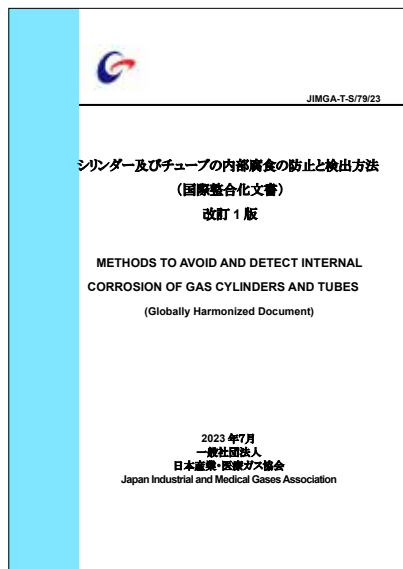 JIMGA-T-S/79/23
シリンダー及びチューブの内部腐食の防止と検出方法
（国際整合化文書）
改訂 1 版
METHODS TO AVOID AND DETECT INTERNAL
CORROSION OF GAS CYLINDERS AND TUBES
(Globally Harmonized Document)
2023 年7月
一般社団法人
日本産業・医療ガス協会
Japan Industrial and Medical Gases Association